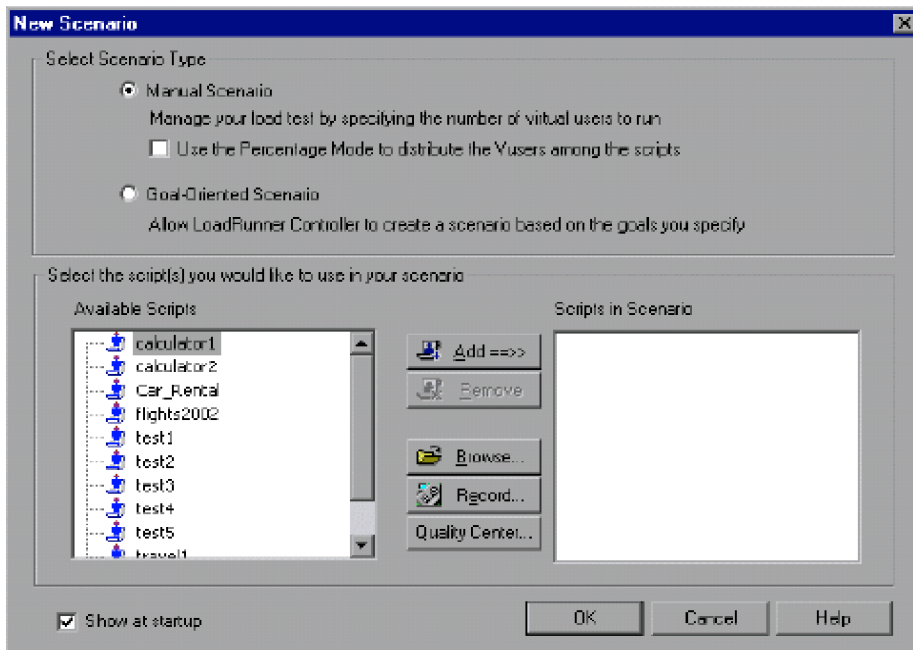 New Scenario
Select Scenario Type
Manual Scenario
Manage your load test by specifying the number of virtual users to run
Use the Percentage Mode to distribute the Vusers among the scripts
Goal-Oriented Scenario
Allow LoadRunner Controller to create a scenario based on the goals you specify
Select the script(s) you would like to use in your scenario
Available Scripts
calculator1
calculator2
Car_Rental
flights2002
test1
test2
test3
test4
test5
travel1
Add ==>>
Remove
Browse...
Record...
Quality Center...
Scripts in Scenario
Show at startup
OK
Cancel
Help